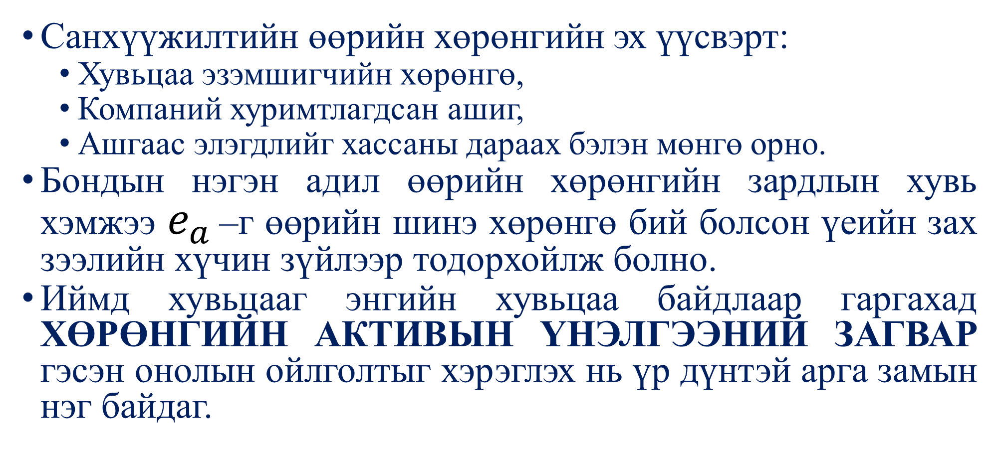 • Санхүүжилтийн өөрийн хөрөнгийн эх үүсвэрт:
• Хувьцаа эзэмшигчийн хөрөнгө,
• Компаний хуримтлагдсан ашиг,
• Ашгаас элэгдлийг хассаны дараах бэлэн мөнгө орно.
• Бондын нэгэн адил өөрийн хөрөнгийн зардлын хувь
хэмжээ eₐ –г өөрийн шинэ хөрөнгө бий болсон үеийн зах
зээлийн хүчин зүйлээр тодорхойлж болно.
• Иймд хувьцааг энгийн хувьцаа байдлаар гаргахад
ХӨРӨНГИЙН АКТИВЫН ҮНЭЛГЭЭНИЙ ЗАГВАР
гэсэн онолын ойлголтыг хэрэглэх нь үр дүнтэй арга замын
нэг байдаг.